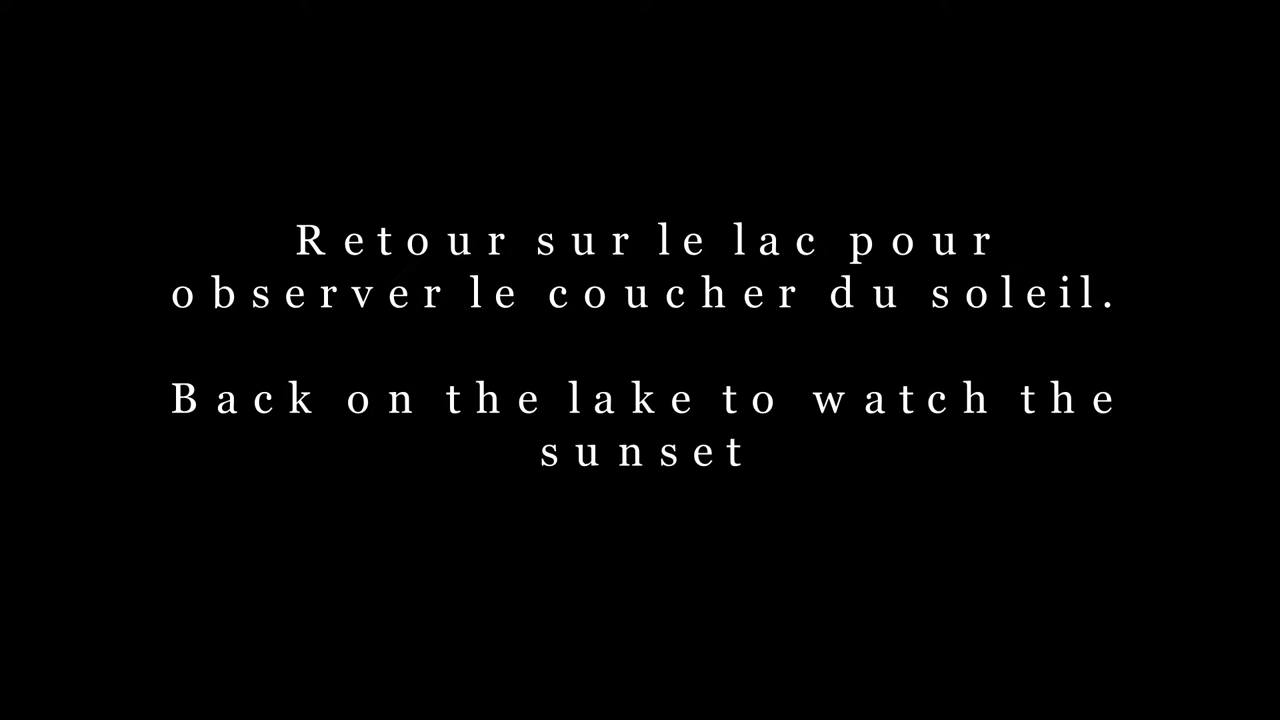 Retour sur le lac pour
observer le coucher du soleil.
Back on the lake to watch the
sunset